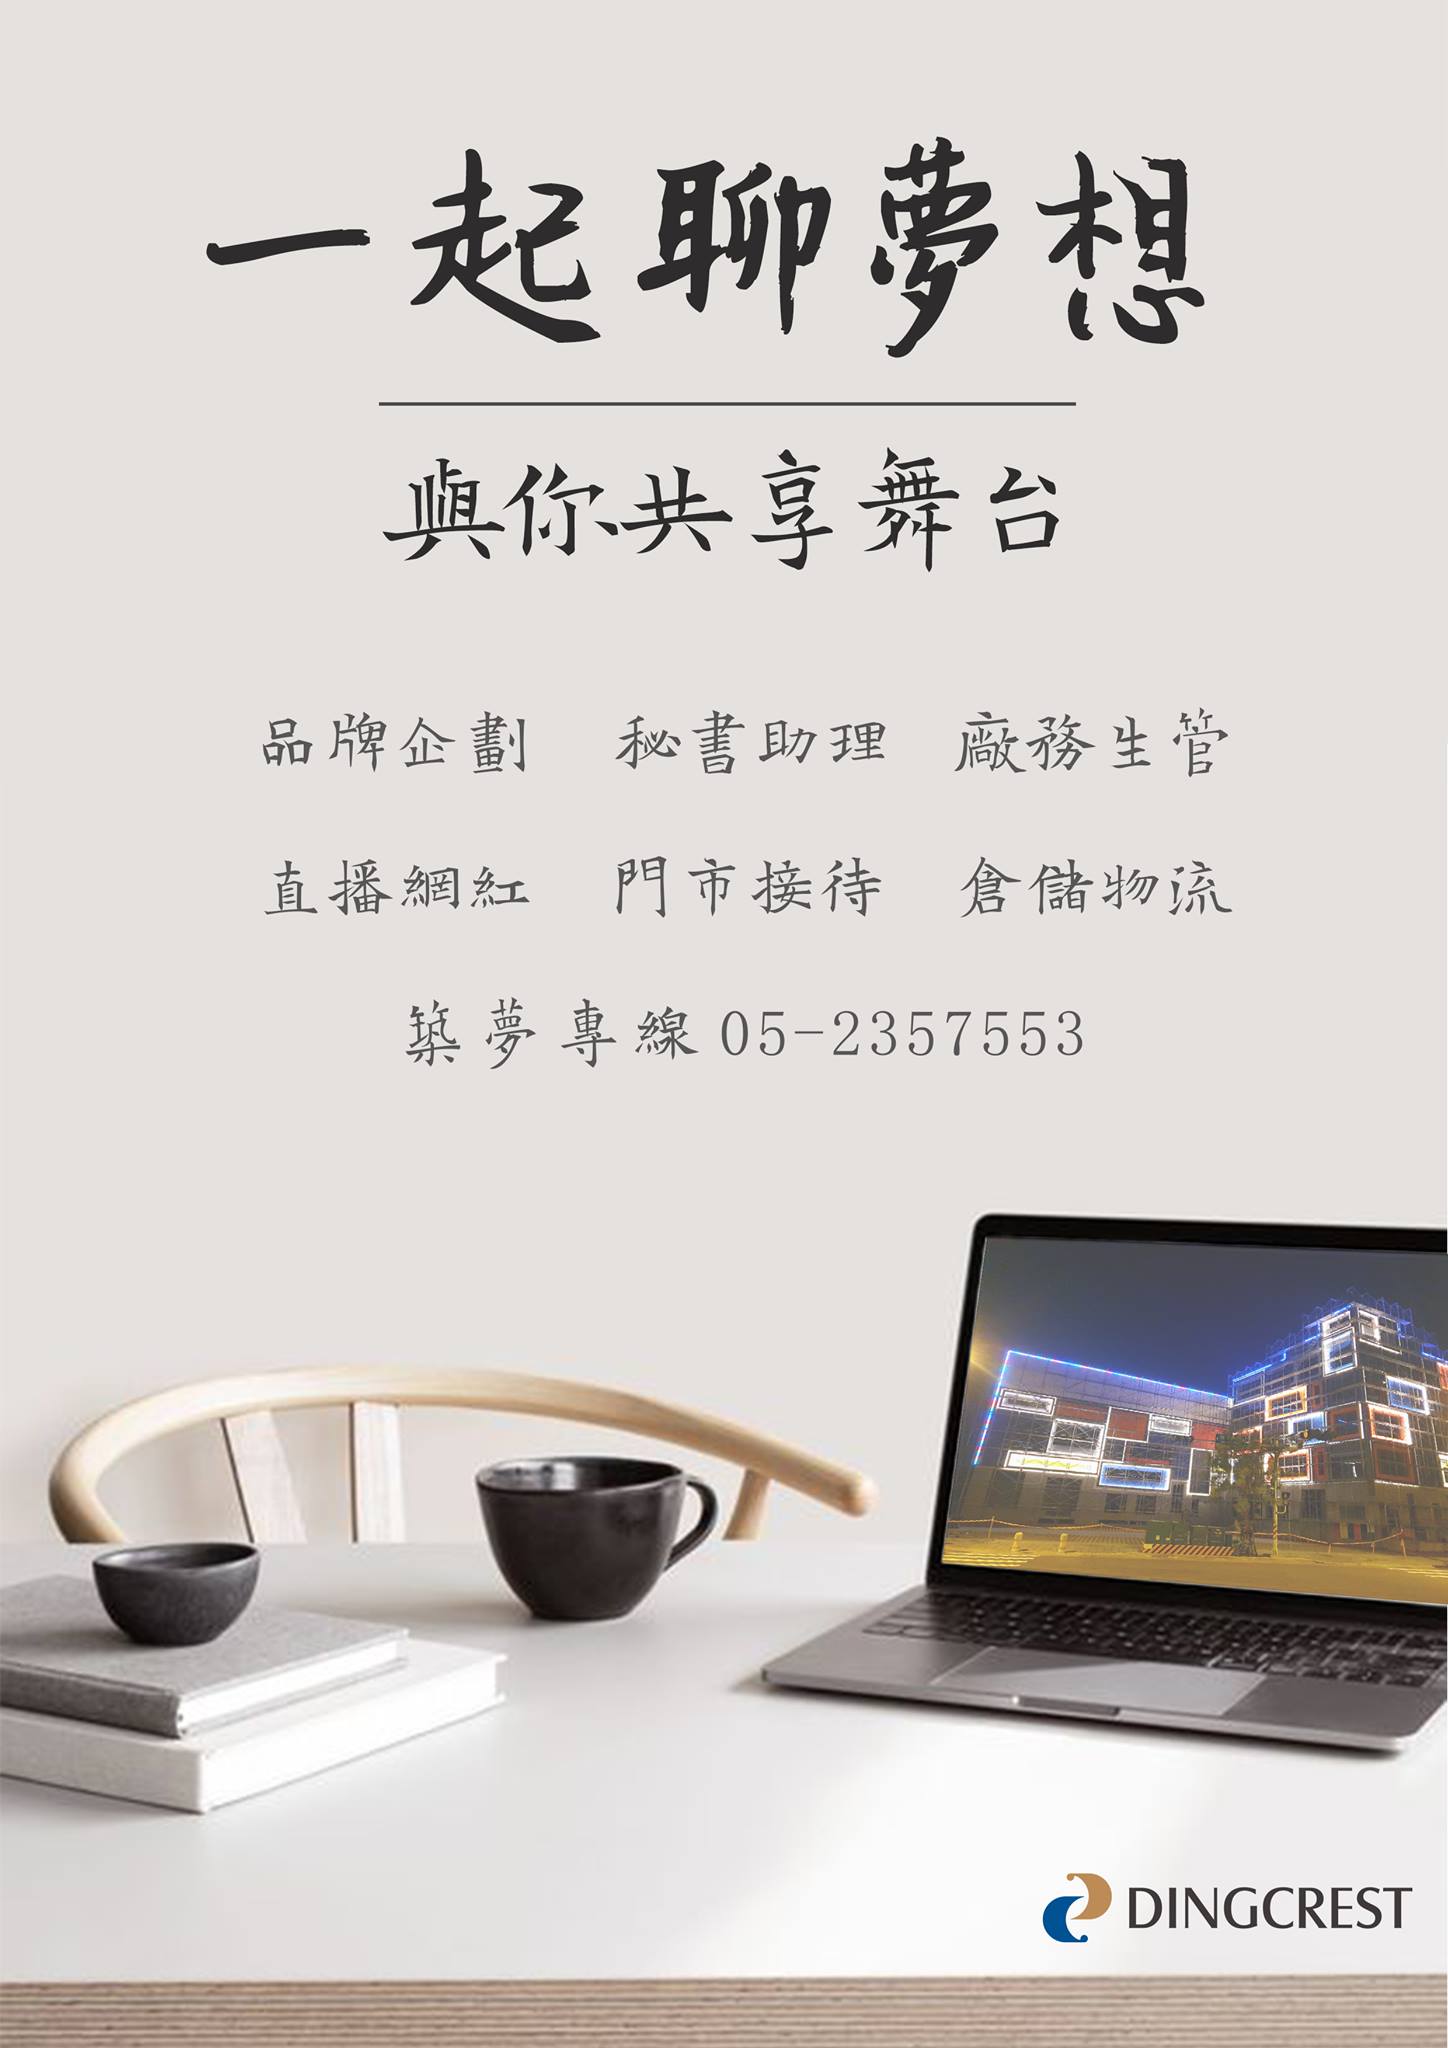 一起聊夢想
與你共享舞台
品牌企劃 秘書助理 廠務生管
直播網紅 門市接待 倉儲物流
築夢專線05-2357553
DINGCREST